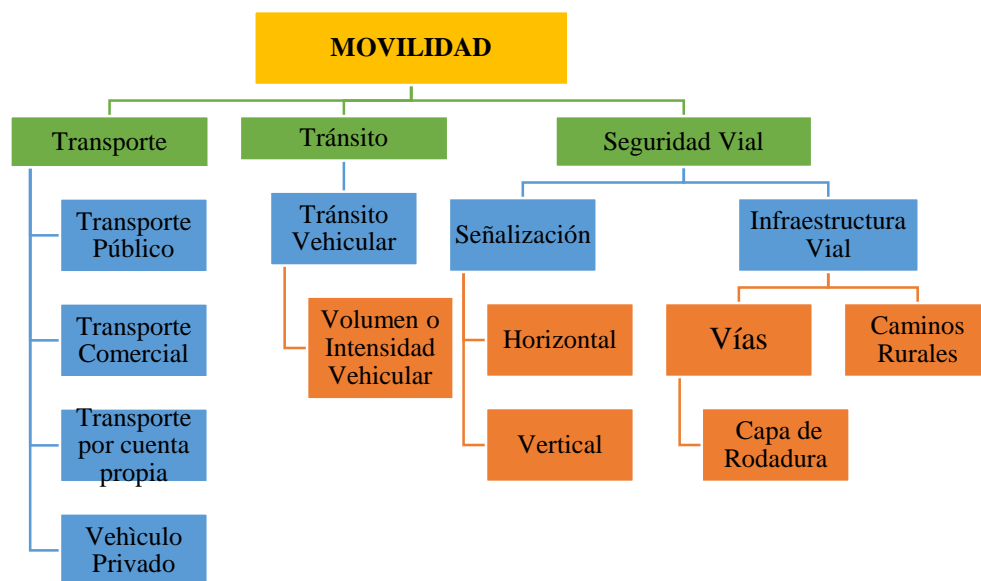 MOVILIDAD
Transporte
Tránsito
Seguridad Vial
Transporte
Público
Transporte
Comercial
Transporte
por cuenta
propia
Vehìculo
Privado
Tránsito
Vehicular
Volumen o
Intensidad
Vehicular
Señalización
Horizontal
Vertical
Infraestructura
Vial
Vías
Capa de
Rodadura
Caminos
Rurales